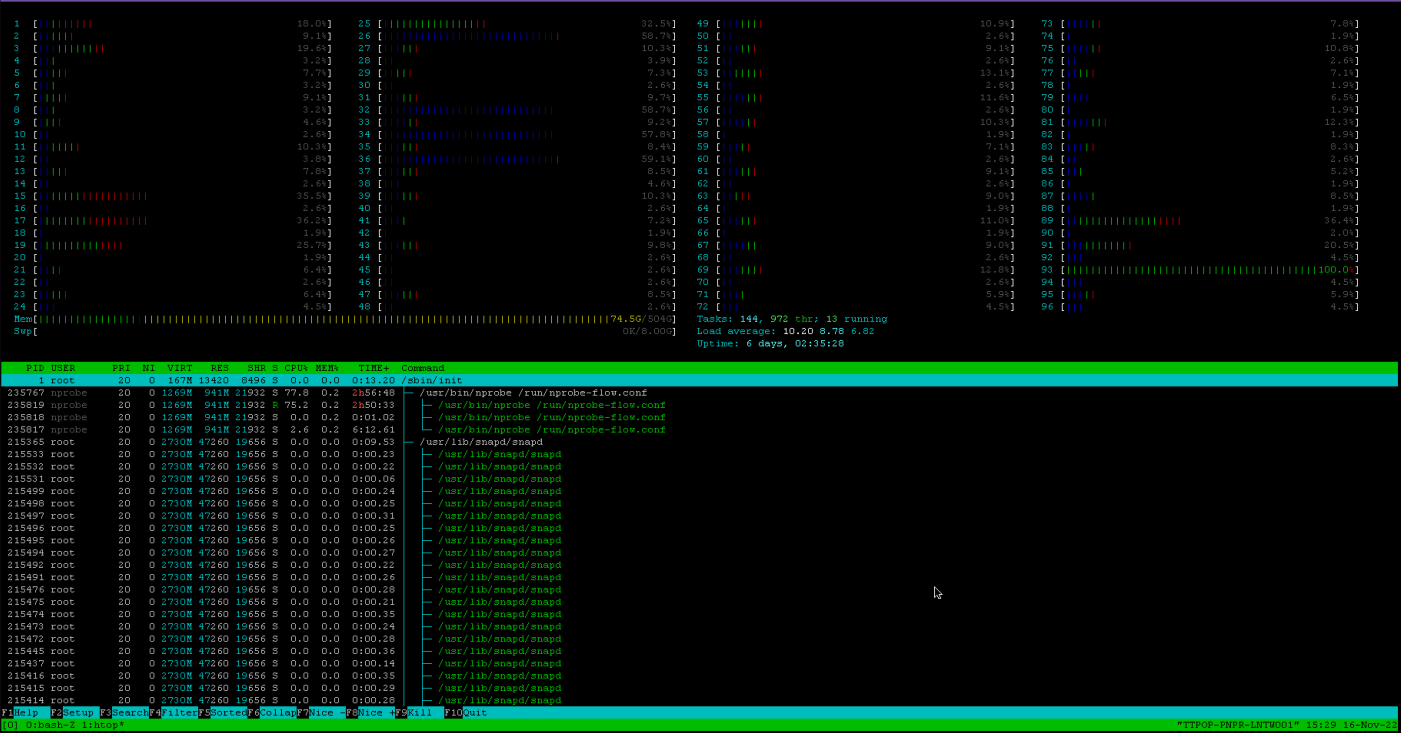 1 [ 18.0%] 25 [ 32.5%] 49 [ 10.9%] 73 [ 7.8%]
2 [ 9.1%] 26 [ 58.7%] 50 [ 2.6%] 74 [ 1.9%]
3 [ 19.6%] 27 [ 10.3%] 51 [ 9.1%] 75 [ 10.8%]
4 [ 3.2%] 28 [ 3.9%] 52 [ 2.6%] 76 [ 2.6%]
5 [ 7.7%] 29 [ 7.3%] 53 [ 13.1%] 77 [ 7.1%]
6 [ 3.2%] 30 [ 2.6%] 54 [ 2.6%] 78 [ 1.9%]
7 [ 9.1%] 31 [ 9.7%] 55 [ 11.6%] 79 [ 6.5%]
8 [ 3.2%] 32 [ 58.7%] 56 [ 2.6%] 80 [ 1.9%]
9 [ 4.6%] 33 [ 9.2%] 57 [ 10.3%] 81 [ 12.3%]
10 [ 2.6%] 34 [ 57.8%] 58 [ 1.9%] 82 [ 1.9%]
11 [ 10.3%] 35 [ 8.4%] 59 [ 7.1%] 83 [ 8.3%]
12 [ 3.8%] 36 [ 59.1%] 60 [ 2.6%] 84 [ 2.6%]
13 [ 7.8%] 37 [ 8.5%] 61 [ 9.1%] 85 [ 5.2%]
14 [ 2.6%] 38 [ 4.6%] 62 [ 2.6%] 86 [ 1.9%]
15 [ 35.5%] 39 [ 10.3%] 63 [ 9.0%] 87 [ 8.5%]
16 [ 2.6%] 40 [ 2.6%] 64 [ 1.9%] 88 [ 1.9%]
17 [ 36.2%] 41 [ 7.2%] 65 [ 11.0%] 89 [ 36.4%]
18 [ 1.9%] 42 [ 1.9%] 66 [ 1.9%] 90 [ 2.0%]
19 [ 25.7%] 43 [ 9.8%] 67 [ 9.0%] 91 [ 20.5%]
20 [ 1.9%] 44 [ 2.6%] 68 [ 2.6%] 92 [ 4.5%]
21 [ 6.4%] 45 [ 2.6%] 69 [ 12.8%] 93 [ 100.0%]
22 [ 2.6%] 46 [ 2.6%] 70 [ 2.6%] 94 [ 4.5%]
23 [ 6.4%] 47 [ 8.5%] 71 [ 5.9%] 95 [ 5.9%]
24 [ 4.5%] 48 [ 2.6%] 72 [ 1.9%] 96 [ 4.5%]
Mem[ 74.5G/504G] Tasks: 144, 972 thr; 13 running
Swp[ 0K/8.00G] Load average: 10.20 8.78 6.82
Uptime: 6 days, 02:35:28
PID USER PRI NI VIRT RES SHR S CPU% MEM% TIME+ Command
1 root 20 0 167M 13420 8496 S 0.0 0.0 0:13.20 /sbin/init
235767 nprobe 20 0 1269M 941M 21932 S 77.8 0.2 2h56:48 /usr/bin/nprobe /run/nprobe-flow.conf
235819 nprobe 20 0 1269M 941M 21932 R 75.2 0.2 2h50:33 /usr/bin/nprobe /run/nprobe-flow.conf
235818 nprobe 20 0 1269M 941M 21932 S 0.0 0.2 0:01.02 /usr/bin/nprobe /run/nprobe-flow.conf
235817 nprobe 20 0 1269M 941M 21932 S 2.6 0.2 6:12.61 /usr/bin/nprobe /run/nprobe-flow.conf
215365 root 20 0 2730M 47260 19656 S 0.0 0.0 0:09.53 /usr/lib/snapd/snapd
215533 root 20 0 2730M 47260 19656 S 0.0 0.0 0:00.23 /usr/lib/snapd/snapd
215532 root 20 0 2730M 47260 19656 S 0.0 0.0 0:00.22 /usr/lib/snapd/snapd
215531 root 20 0 2730M 47260 19656 S 0.0 0.0 0:00.06 /usr/lib/snapd/snapd
215499 root 20 0 2730M 47260 19656 S 0.0 0.0 0:00.24 /usr/lib/snapd/snapd
215498 root 20 0 2730M 47260 19656 S 0.0 0.0 0:00.25 /usr/lib/snapd/snapd
215497 root 20 0 2730M 47260 19656 S 0.0 0.0 0:00.31 /usr/lib/snapd/snapd
215496 root 20 0 2730M 47260 19656 S 0.0 0.0 0:00.25 /usr/lib/snapd/snapd
215495 root 20 0 2730M 47260 19656 S 0.0 0.0 0:00.26 /usr/lib/snapd/snapd
215494 root 20 0 2730M 47260 19656 S 0.0 0.0 0:00.27 /usr/lib/snapd/snapd
215492 root 20 0 2730M 47260 19656 S 0.0 0.0 0:00.22 /usr/lib/snapd/snapd
215491 root 20 0 2730M 47260 19656 S 0.0 0.0 0:00.26 /usr/lib/snapd/snapd
215476 root 20 0 2730M 47260 19656 S 0.0 0.0 0:00.28 /usr/lib/snapd/snapd
215475 root 20 0 2730M 47260 19656 S 0.0 0.0 0:00.21 /usr/lib/snapd/snapd
215474 root 20 0 2730M 47260 19656 S 0.0 0.0 0:00.35 /usr/lib/snapd/snapd
215473 root 20 0 2730M 47260 19656 S 0.0 0.0 0:00.24 /usr/lib/snapd/snapd
215472 root 20 0 2730M 47260 19656 S 0.0 0.0 0:00.28 /usr/lib/snapd/snapd
215445 root 20 0 2730M 47260 19656 S 0.0 0.0 0:00.36 /usr/lib/snapd/snapd
215437 root 20 0 2730M 47260 19656 S 0.0 0.0 0:00.14 /usr/lib/snapd/snapd
215416 root 20 0 2730M 47260 19656 S 0.0 0.0 0:00.35 /usr/lib/snapd/snapd
215415 root 20 0 2730M 47260 19656 S 0.0 0.0 0:00.29 /usr/lib/snapd/snapd
215414 root 20 0 2730M 47260 19656 S 0.0 0.0 0:00.28 /usr/lib/snapd/snapd
F1Help F2Setup F3SearchF4FilterF5SortedF6CollapF7Nice -F8Nice +F9Kill F10Quit
[0] 0:bash-Z 1:htop* "TTPOP-PNPR-LNTW001" 15:29 16-Nov-22